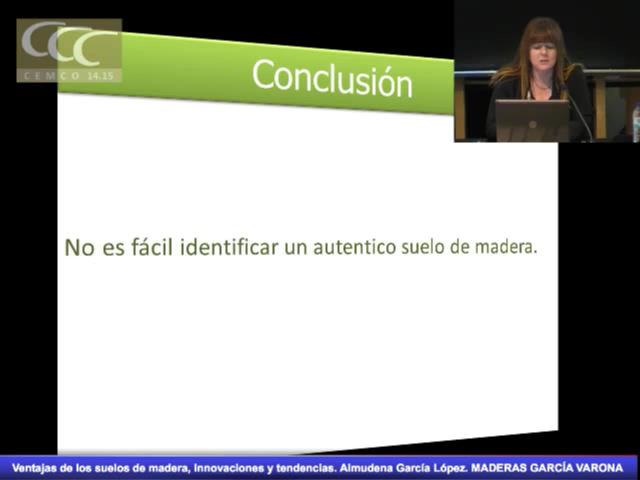 CEMCO 14.15
Conclusión
No es fácil identificar un autentico suelo de madera.
Ventajas de los suelos de madera, innovaciones y tendencias. Almudena García López. MADERAS GARCÍA VARONA